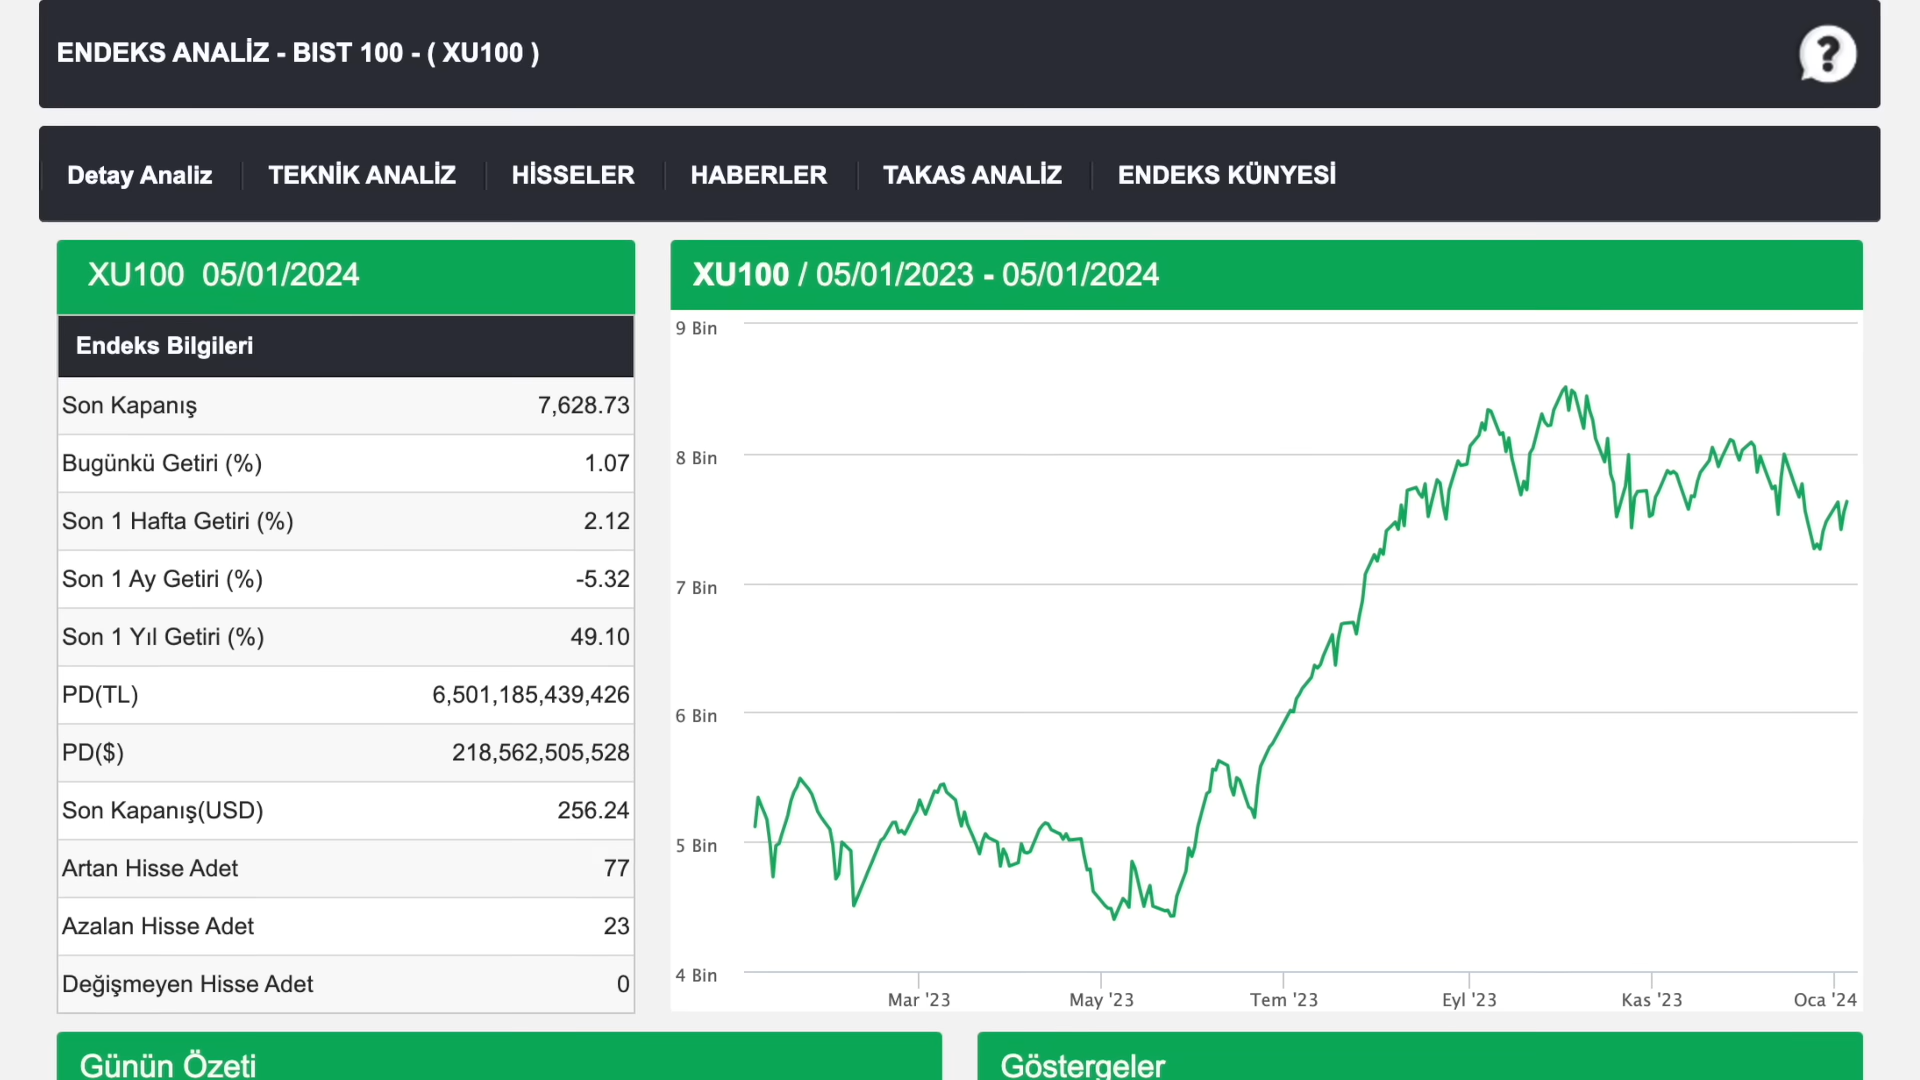 ENDEKS ANALİZ - BIST 100 - ( XU100 )
?
Detay Analiz TEKNİK ANALİZ HİSSELER HABERLER TAKAS ANALİZ ENDEKS KÜNYESİ
XU100 05/01/2024
Endeks Bilgileri
Son Kapanış 7,628.73
Bugünkü Getiri (%) 1.07
Son 1 Hafta Getiri (%) 2.12
Son 1 Ay Getiri (%) -5.32
Son 1 Yıl Getiri (%) 49.10
PD(TL) 6,501,185,439,426
PD($) 218,562,505,528
Son Kapanış(USD) 256.24
Artan Hisse Adet 77
Azalan Hisse Adet 23
Değişmeyen Hisse Adet 0
XU100 / 05/01/2023 - 05/01/2024
9 Bin
8 Bin
7 Bin
6 Bin
5 Bin
4 Bin
Mar '23 May '23 Tem '23 Eyl '23 Kas '23 Oca '24
Günün Özeti
Göstergeler